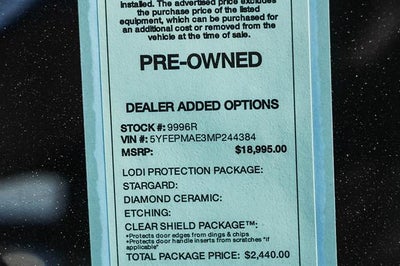 installed. The advertised price excludes
the purchase price of the listed
equipment, which can be purchased for
an additional cost or removed from the
vehicle at the time of sale.
PRE-OWNED
DEALER ADDED OPTIONS
STOCK #: 9996R
VIN #: 5YFEPMAE3MP244384
MSRP: $18,995.00
LODI PROTECTION PACKAGE:
STARGARD:
DIAMOND CERAMIC:
ETCHING:
CLEAR SHIELD PACKAGE™:
*Protects door edges from dings & chips
*Protects door handle inserts from scratches *if
applicable*
TOTAL PACKAGE PRICE: $2,440.00